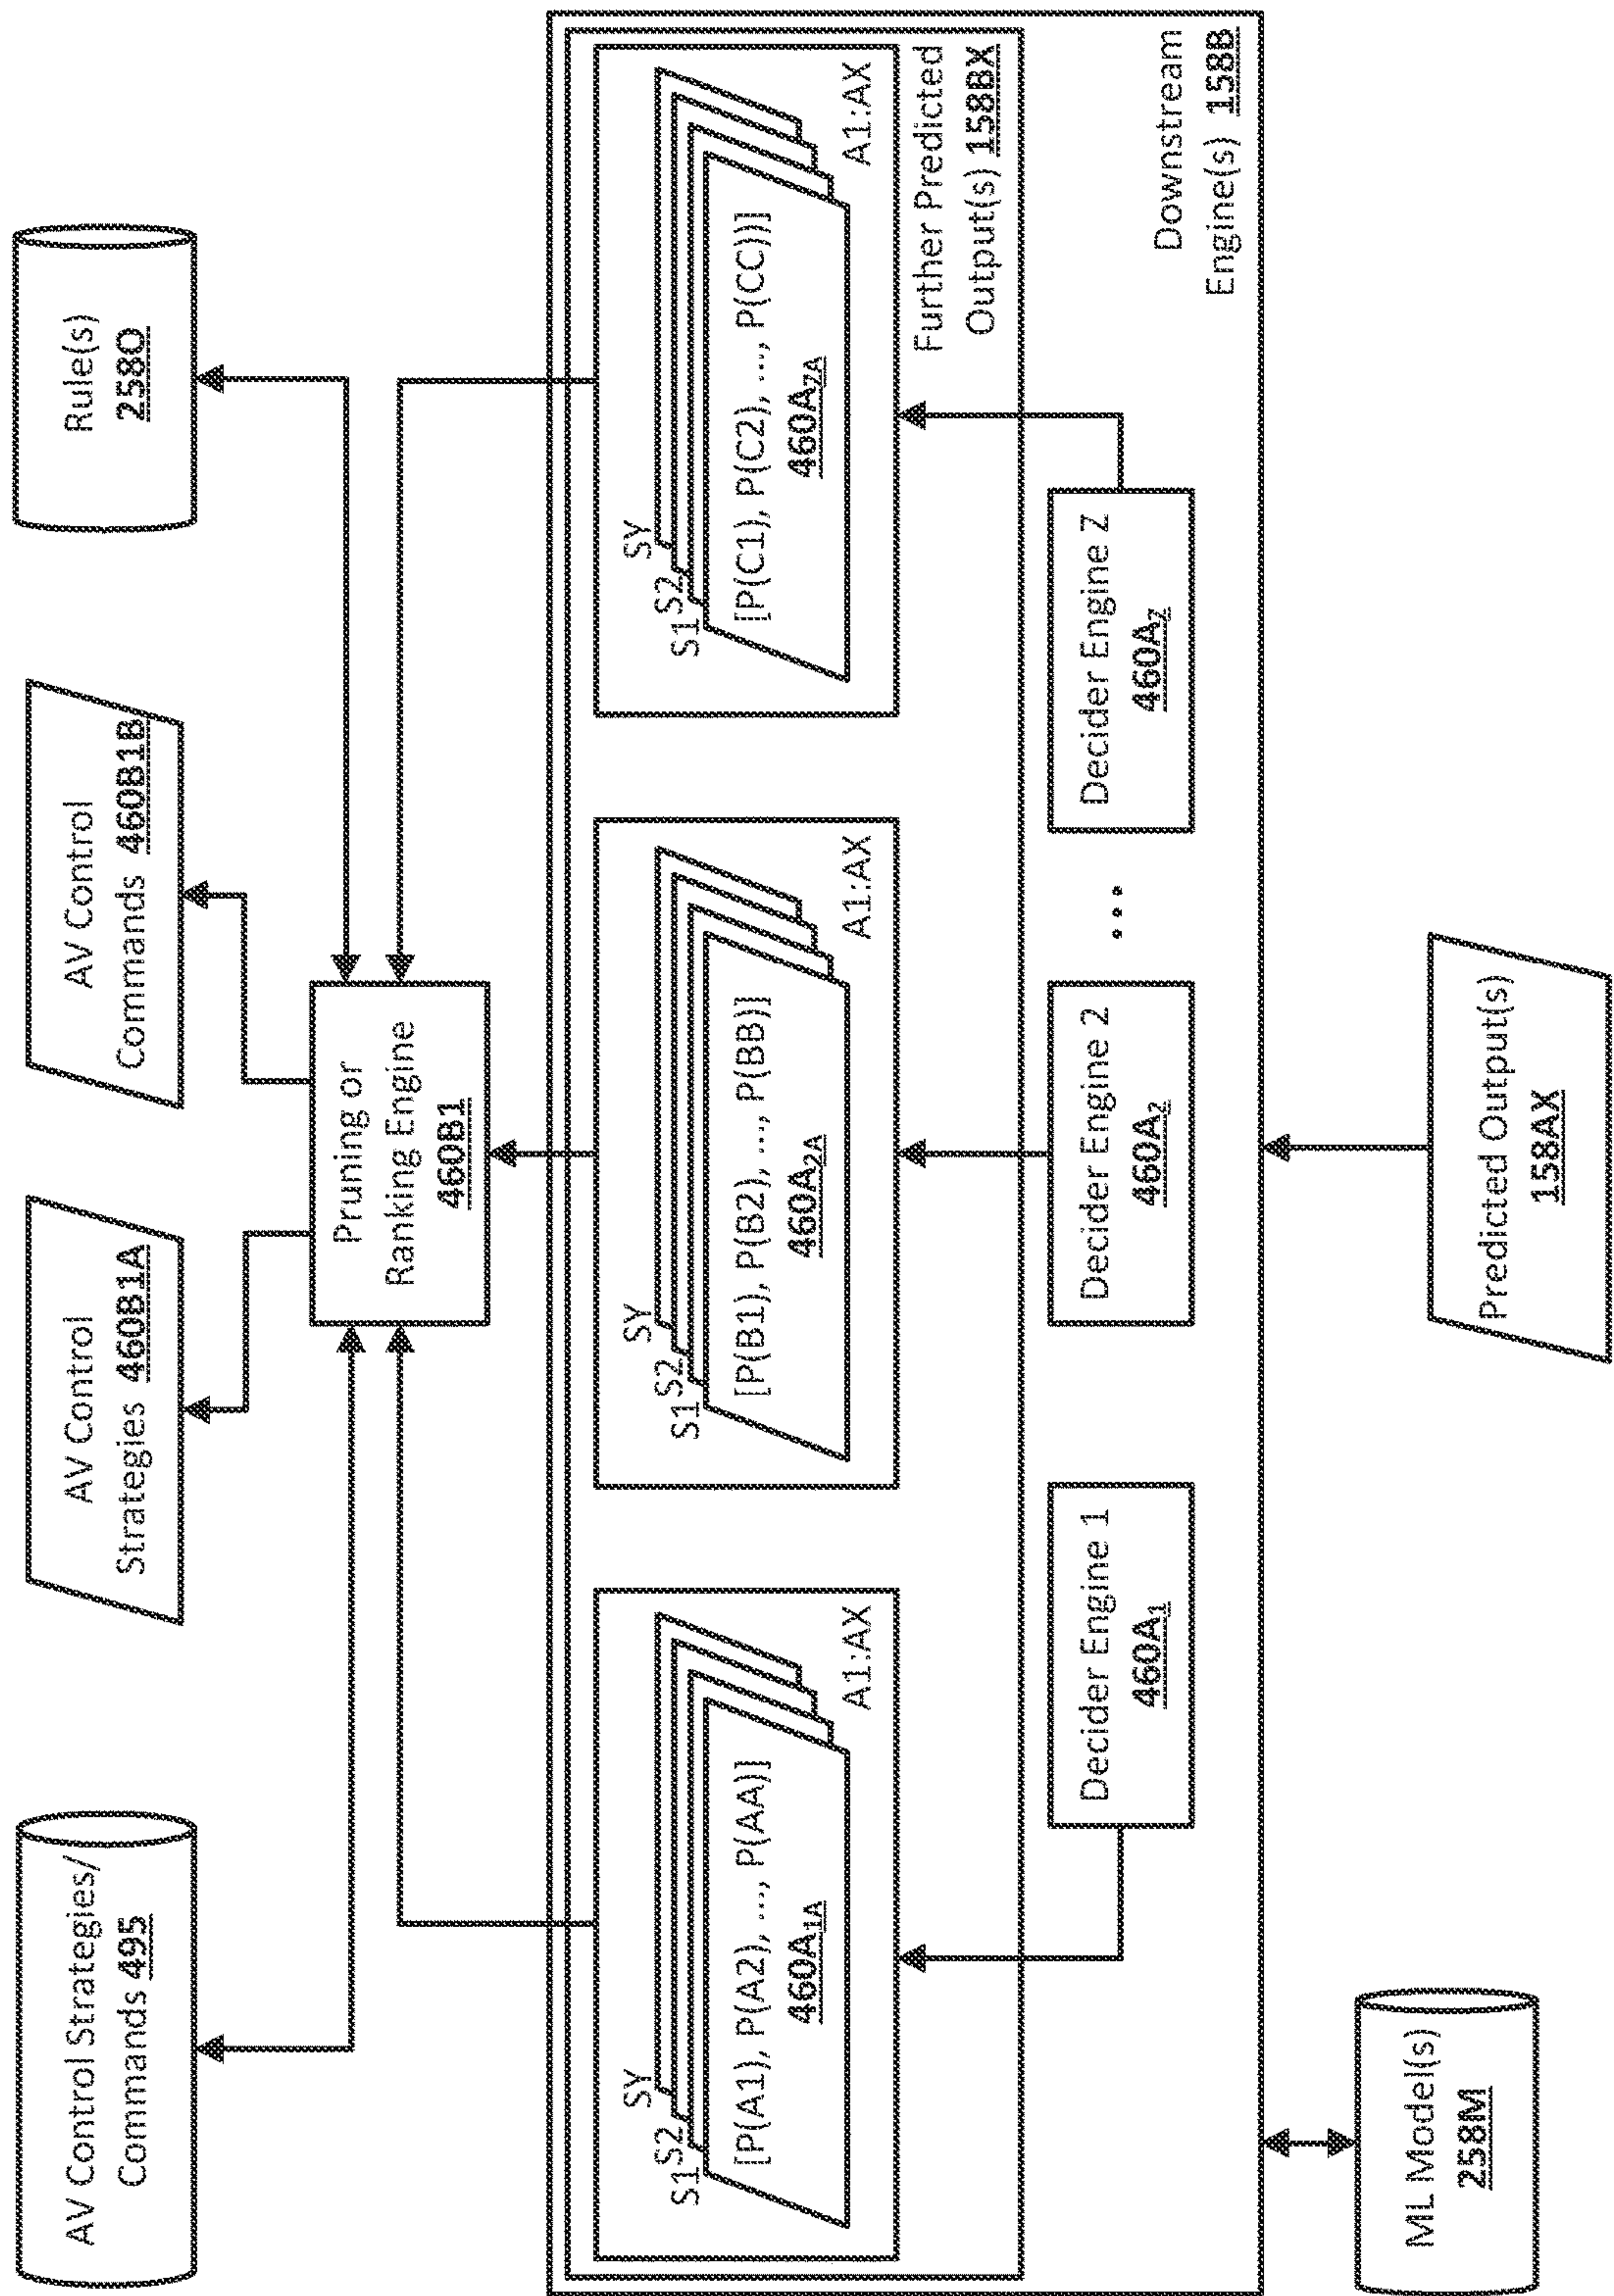 AV Control Strategies/
Commands 495
AV Control
Strategies 460B1A
AV Control
Commands 460B1B
Rule(s)
258O
Pruning or
Ranking Engine
460B1
SY
S2
S1
[P(A1), P(A2), ..., P(AA)]
460A1A
A1:AX
SY
S2
S1
[P(B1), P(B2), ..., P(BB)]
460A2A
A1:AX
SY
S2
S1
[P(C1), P(C2), ..., P(CC))]
460AZA
A1:AX
Further Predicted
Output(s) 158BX
Decider Engine 1
460A1
Decider Engine 2
460A2
...
Decider Engine Z
460AZ
Downstream
Engine(s) 158B
ML Model(s)
258M
Predicted Output(s)
158AX